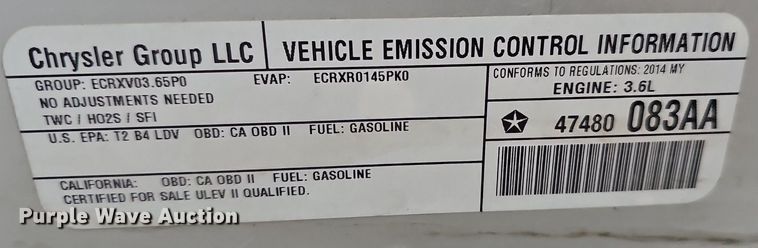 Chrysler Group LLC
VEHICLE EMISSION CONTROL INFORMATION
GROUP: ECRXV03.65P0 EVAP: ECRXR0145PK0
NO ADJUSTMENTS NEEDED
TWC / HO2S / SFI
CONFORMS TO REGULATIONS: 2014 MY
ENGINE: 3.6L
U.S. EPA: T2 B4 LDV OBD: CA OBD II FUEL: GASOLINE
47480 083AA
CALIFORNIA: OBD: CA OBD II FUEL: GASOLINE
CERTIFIED FOR SALE ULEV II QUALIFIED.
Purple Wave Auction